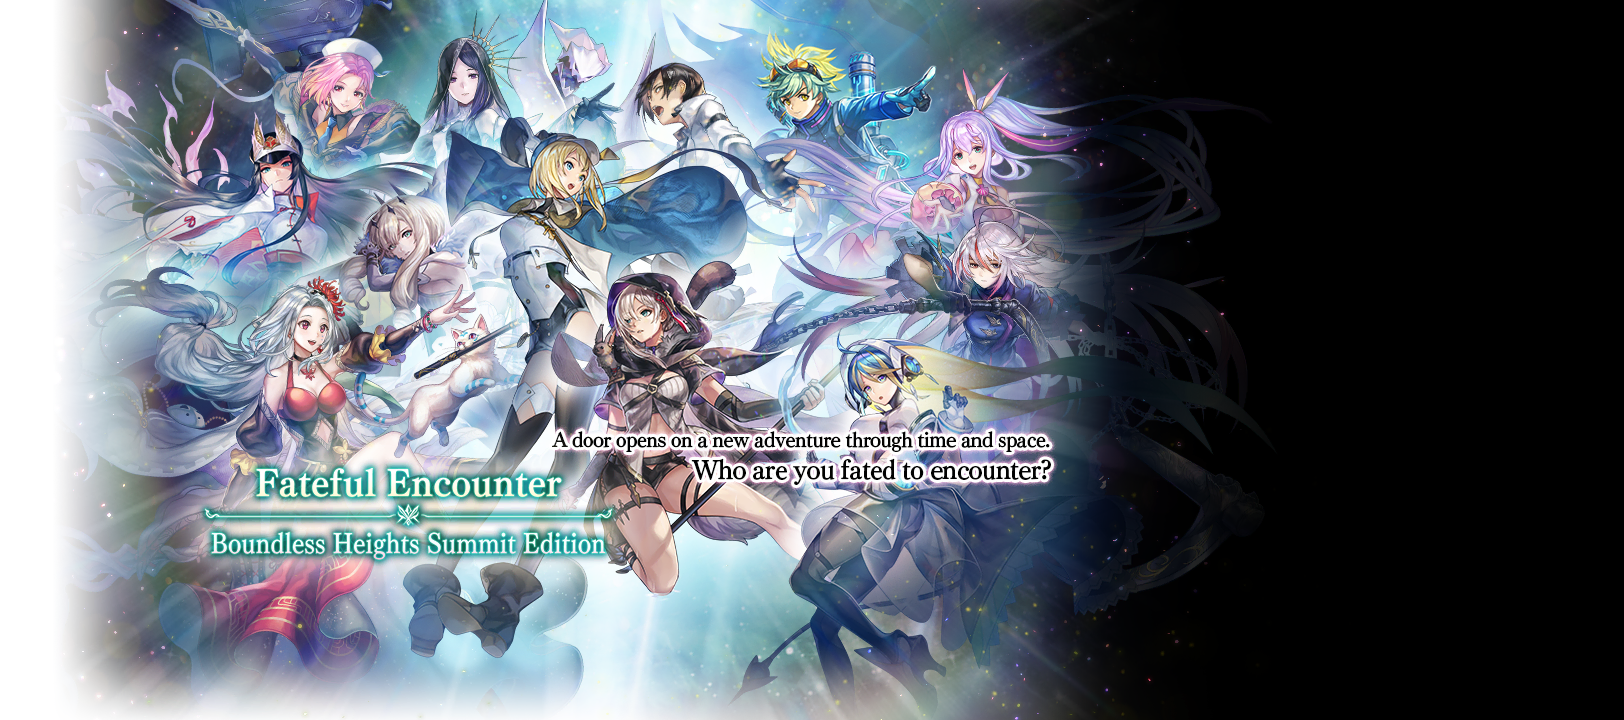 A door opens on a new adventure through time and space.
Who are you fated to encounter?
Fateful Encounter
Boundless Heights Summit Edition